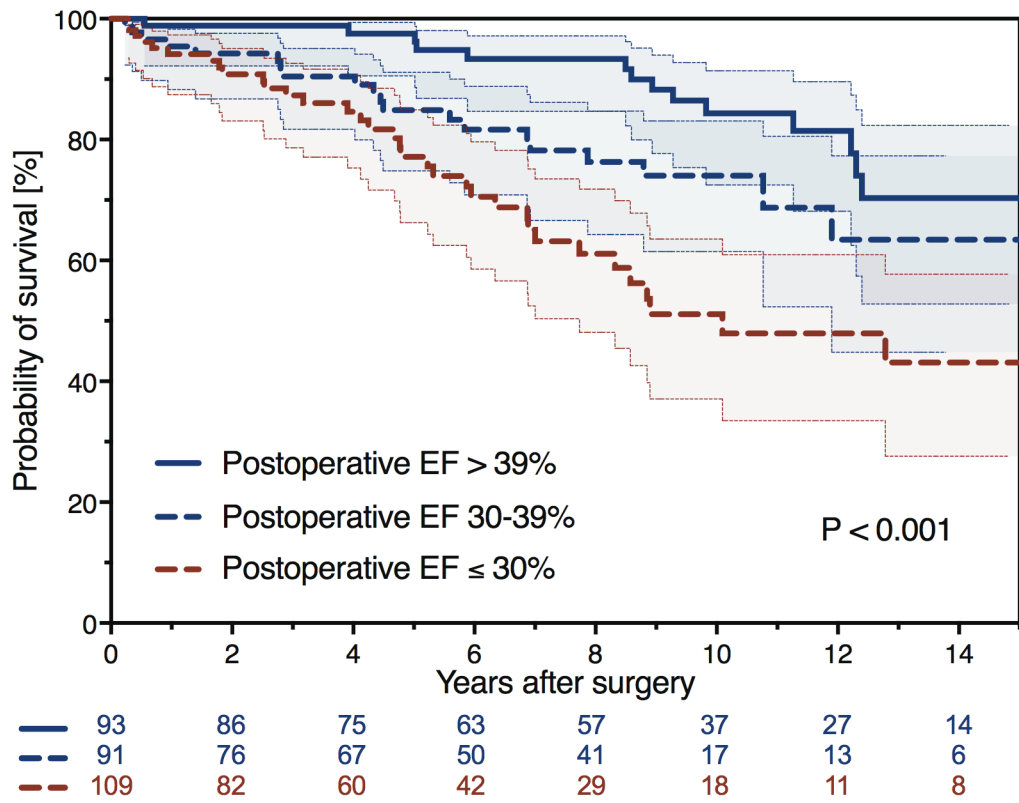 Probability of survival [%]
100
80
60
40
20
0
Postoperative EF > 39%
Postoperative EF 30-39%
Postoperative EF ≤ 30%
P < 0.001
0 2 4 6 8 10 12 14
Years after surgery
93 86 75 63 57 37 27 14
91 76 67 50 41 17 13 6
109 82 60 42 29 18 11 8